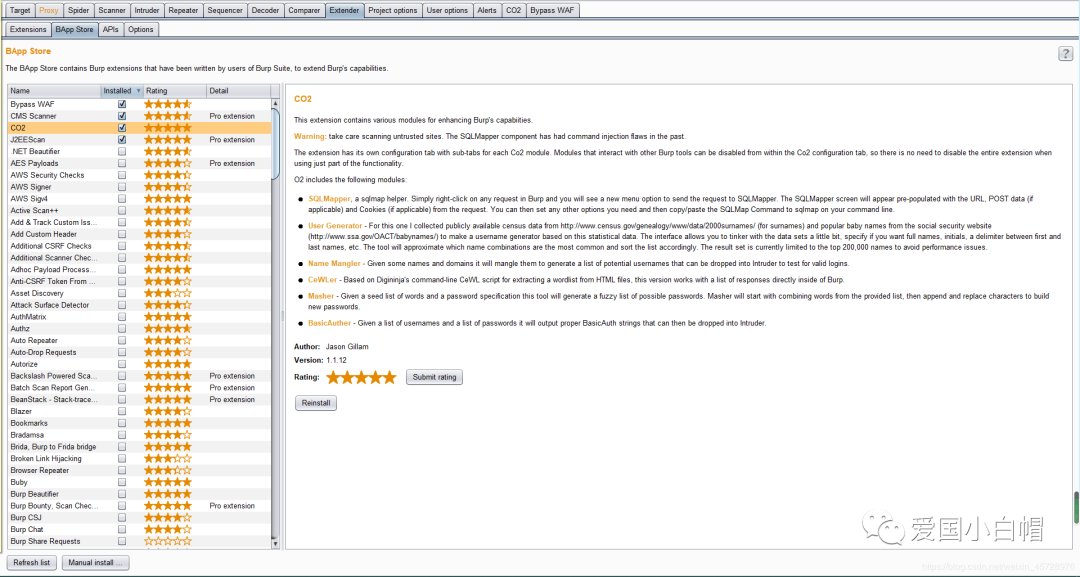 Target Proxy Spider Scanner Intruder Repeater Sequencer Decoder Comparer Extender Project options User options Alerts CO2 Bypass WAF
Extensions BApp Store APIs Options
BApp Store
?
The BApp Store contains Burp extensions that have been written by users of Burp Suite, to extend Burp's capabilities.
Name Installed Rating Detail
Bypass WAF
CMS Scanner Pro extension
CO2
J2EEScan Pro extension
.NET Beautifier
AES Payloads Pro extension
AWS Security Checks
AWS Signer
AWS Sigv4
Active Scan++
Add & Track Custom Iss...
Add Custom Header
Additional CSRF Checks
Additional Scanner Chec...
Adhoc Payload Process...
Anti-CSRF Token From ...
Asset Discovery
Attack Surface Detector
AuthMatrix
Authz
Auto Repeater
Auto-Drop Requests
Autorize
Backslash Powered Sca... Pro extension
Batch Scan Report Gen... Pro extension
BeanStack - Stack-trace... Pro extension
Blazer
Bookmarks
Bradamsa
Brida, Burp to Frida bridge
Broken Link Hijacking
Browser Repeater
Buby
Burp Beautifier
Burp Bounty, Scan Chec... Pro extension
Burp CSJ
Burp Chat
Burp Share Requests
Refresh list Manual install ...
CO2
This extension contains various modules for enhancing Burp's capabiities.
Warning: take care scanning untrusted sites. The SQLMapper component has had command injection flaws in the past.
The extension has its own configuration tab with sub-tabs for each Co2 module. Modules that interact with other Burp tools can be disabled from within the Co2 configuration tab, so there is no need to disable the entire extension when
using just part of the functionality.
O2 includes the following modules:
● SQLMapper, a sqlmap helper. Simply right-click on any request in Burp and you will see a new menu option to send the request to SQLMapper. The SQLMapper screen will appear pre-populated with the URL, POST data (if
applicable) and Cookies (if applicable) from the request. You can then set any other options you need and then copy/paste the SQLMap Command to sqlmap on your command line.
● User Generator - For this one I collected publicly available census data from http://www.census.gov/genealogy/www/data/2000surnames/ (for surnames) and popular baby names from the social security website
(http://www.ssa.gov/OACT/babynames/) to make a username generator based on this statistical data. The interface allows you to tinker with the data sets a little bit, specify if you want full names, initials, a delimiter between first and
last names, etc. The tool will approximate which name combinations are the most common and sort the list accordingly. The result set is currently limited to the top 200,000 names to avoid performance issues.
● Name Mangler - Given some names and domains it will mangle them to generate a list of potential usernames that can be dropped into Intruder to test for valid logins.
● CeWLer - Based on Digininja's command-line CeWL script for extracting a wordlist from HTML files, this version works with a list of responses directly inside of Burp.
● Masher - Given a seed list of words and a password specification this tool will generate a fuzzy list of possible passwords. Masher will start with combining words from the provided list, then append and replace characters to build
new passwords.
● BasicAuther - Given a list of usernames and a list of passwords it will output proper BasicAuth strings that can then be dropped into Intruder.
Author: Jason Gillam
Version: 1.1.12
Rating: Submit rating
Reinstall
爱国小白帽